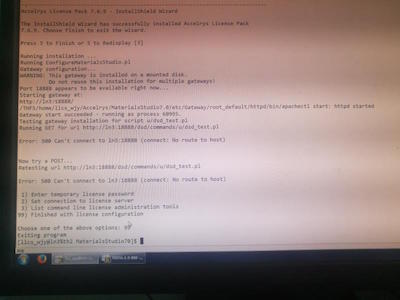 Accelrys License Pack 7.6.9 - InstallShield Wizard
The InstallShield Wizard has successfully installed Accelrys License Pack
7.6.9. Choose Finish to exit the wizard.
Press 3 to Finish or 5 to Redisplay [3]
Running installation ...
Running ConfigureMaterialsStudio.pl
Gateway configuration...
WARNING: This gateway is installed on a mounted disk.
Do not reuse this installation for multiple gateways!
Port 18888 appears to be available right now...
Starting gateway at:
http://ln3:18888/
/THFS/home/llcs_wjy/Accelrys/MaterialsStudio7.0/etc/Gateway/root_default/httpd/bin/apachectl start: httpd started
Gateway start succeeded - running as process 60995.
Testing gateway installation for script u/dsd_test.pl
Running GET for url http://ln3:18888/dsd/commands/u/dsd_test.pl
Error: 500 Can't connect to ln3:18888 (connect: No route to host)
Now try a POST...
Retesting url http://ln3:18888/dsd/commands/u/dsd_test.pl
Error: 500 Can't connect to ln3:18888 (connect: No route to host)
1) Enter temporary license password
2) Set connection to license server
3) List command line license administration tools
99) Finished with license configuration
Choose one of the above options: 99
Exiting program
[llcs_wjy@ln3%th2 MaterialsStudio70]$